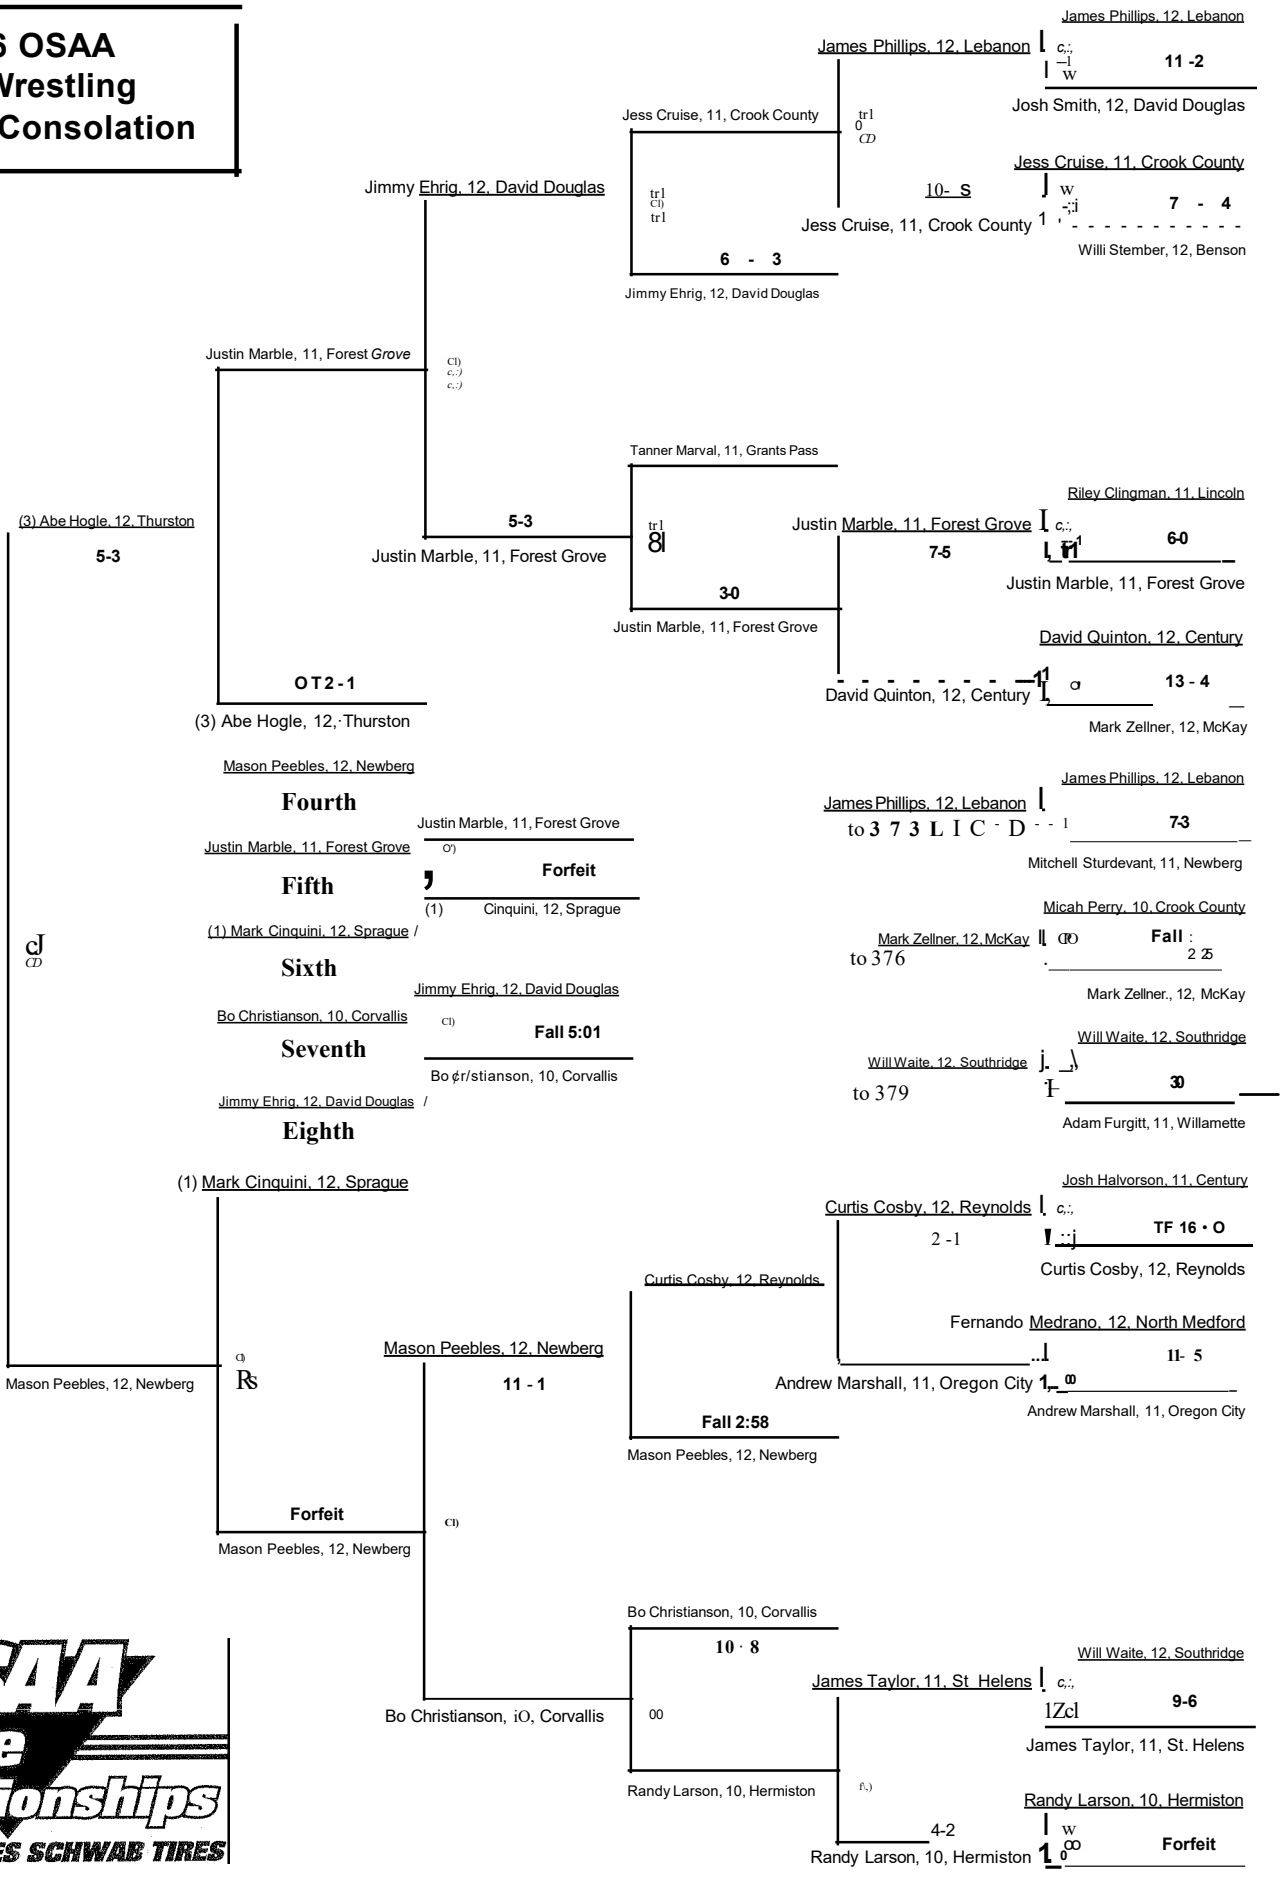 6 OSAA
Wrestling
Consolation
James Phillips, 12, Lebanon
James Phillips, 12, Lebanon
11 -2
Josh Smith, 12, David Douglas
Jess Cruise, 11, Crook County
Jess Cruise, 11, Crook County
Jimmy Ehrig, 12, David Douglas
10- S
7 - 4
Jess Cruise, 11, Crook County
Willi Stember, 12, Benson
6 - 3
Jimmy Ehrig, 12, David Douglas
Justin Marble, 11, Forest Grove
Tanner Marval, 11, Grants Pass
Riley Clingman, 11, Lincoln
(3) Abe Hogle, 12, Thurston
5-3
Justin Marble, 11, Forest Grove
6-0
5-3
7-5
Justin Marble, 11, Forest Grove
Justin Marble, 11, Forest Grove
3-0
Justin Marble, 11, Forest Grove
David Quinton, 12, Century
OT2-1
13 - 4
David Quinton, 12, Century
(3) Abe Hogle, 12,·Thurston
Mark Zellner, 12, McKay
Mason Peebles, 12, Newberg
Fourth
James Phillips, 12, Lebanon
James Phillips, 12, Lebanon
Justin Marble, 11, Forest Grove
to 3 7 3 L I C - D - - l
7-3
Justin Marble, 11, Forest Grove
Mitchell Sturdevant, 11, Newberg
Forfeit
Fifth
(1) Cinquini, 12, Sprague
Micah Perry, 10, Crook County
(1) Mark Cinquini, 12, Sprague /
Mark Zellner, 12, McKay
Fall :
2 25
to 376
Sixth
Jimmy Ehrig, 12, David Douglas
Mark Zellner., 12, McKay
Bo Christianson, 10, Corvallis
Fall 5:01
Will Waite, 12, Southridge
Seventh
Will Waite, 12, Southridge
Bo ¢r/stianson, 10, Corvallis
30
to 379
Jimmy Ehrig, 12, David Douglas /
Adam Furgitt, 11, Willamette
Eighth
(1) Mark Cinquini, 12, Sprague
Josh Halvorson, 11, Century
Curtis Cosby, 12, Reynolds
2 -1
TF 16 • O
Curtis Cosby, 12, Reynolds
Curtis Cosby, 12, Reynolds
Fernando Medrano, 12, North Medford
Mason Peebles, 12, Newberg
11- 5
Mason Peebles, 12, Newberg
Rs
11 - 1
Andrew Marshall, 11, Oregon City
Andrew Marshall, 11, Oregon City
Fall 2:58
Mason Peebles, 12, Newberg
Forfeit
Mason Peebles, 12, Newberg
Bo Christianson, 10, Corvallis
10 · 8
Will Waite, 12, Southridge
James Taylor, 11, St Helens
9-6
Bo Christianson, iO, Corvallis
00
James Taylor, 11, St. Helens
Randy Larson, 10, Hermiston
Randy Larson, 10, Hermiston
4-2
Forfeit
Randy Larson, 10, Hermiston
SAA
e
ionships
ES SCHWAB TIRES